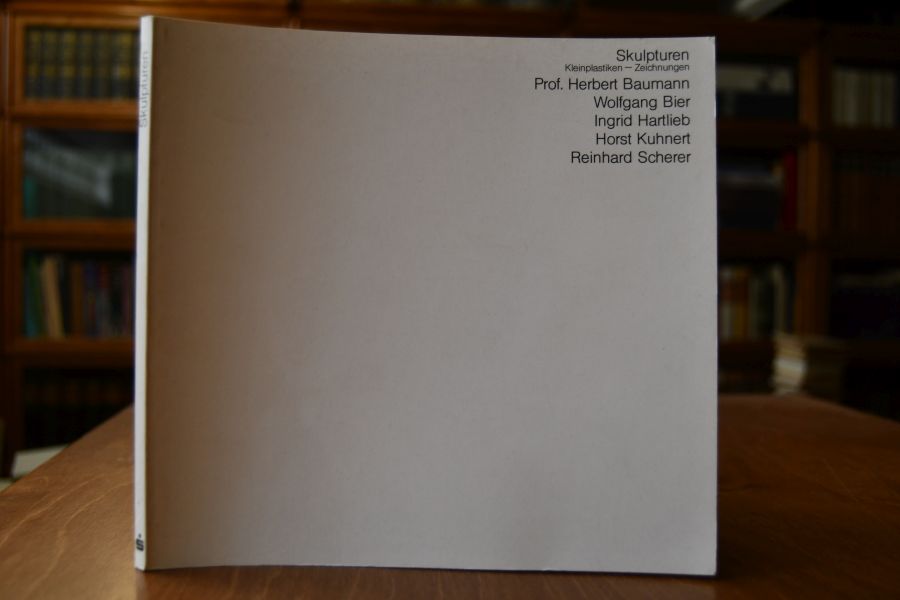 Skulpturen
Kleinplastiken – Zeichnungen
Prof. Herbert Baumann
Wolfgang Bier
Ingrid Hartlieb
Horst Kuhnert
Reinhard Scherer
Skulpturen